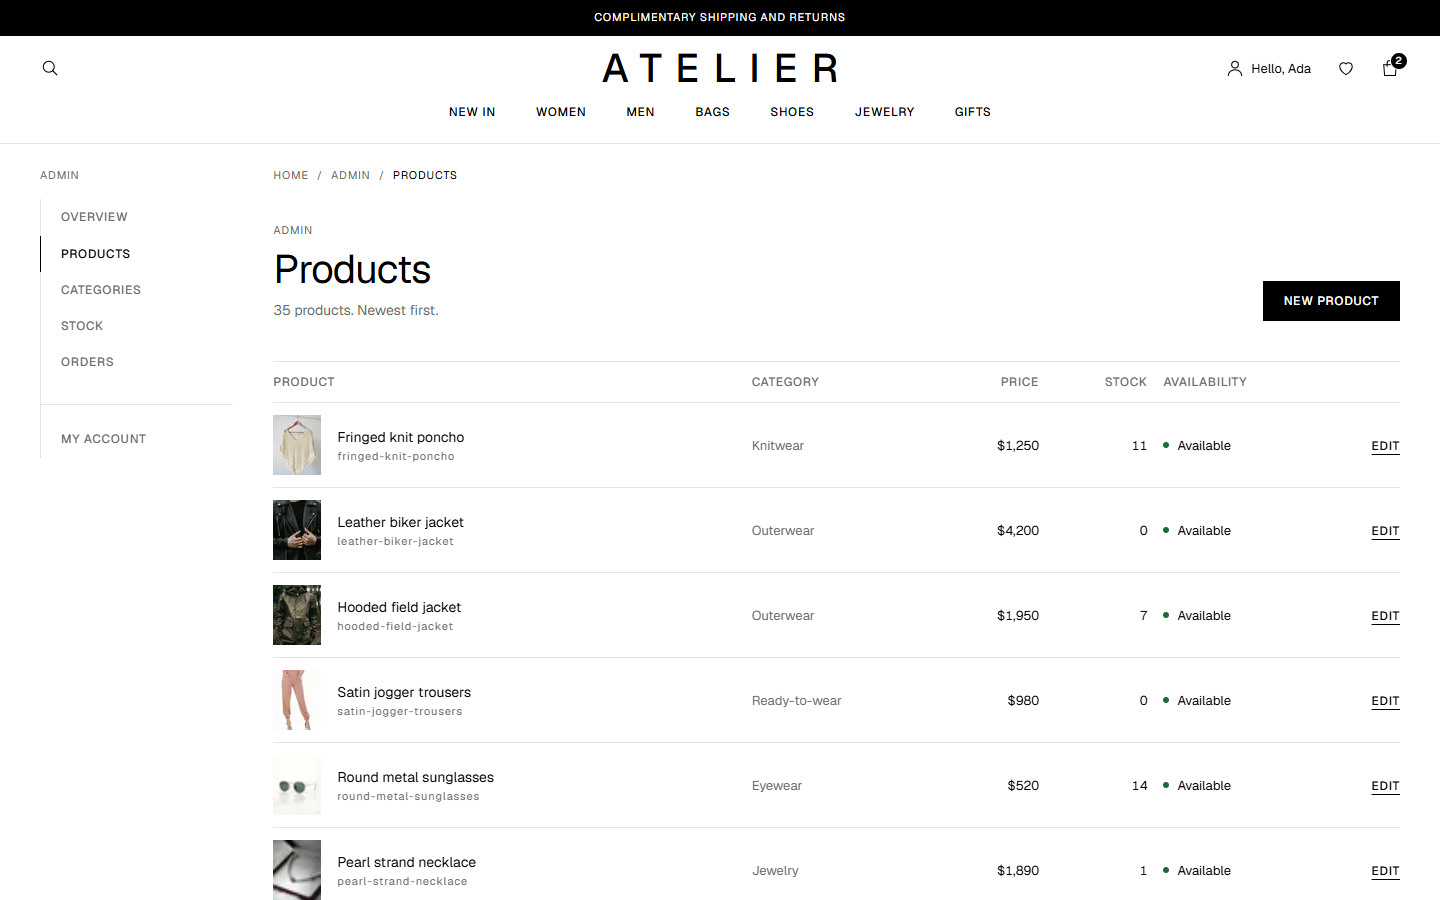 COMPLIMENTARY SHIPPING AND RETURNS
ATELIER
Hello, Ada
2
NEW IN WOMEN MEN BAGS SHOES JEWELRY GIFTS
ADMIN
OVERVIEW
PRODUCTS
CATEGORIES
STOCK
ORDERS
MY ACCOUNT
HOME / ADMIN / PRODUCTS
ADMIN
Products
35 products. Newest first.
NEW PRODUCT
PRODUCT CATEGORY PRICE STOCK AVAILABILITY
Fringed knit poncho
fringed-knit-poncho
Knitwear $1,250 11 Available EDIT
Leather biker jacket
leather-biker-jacket
Outerwear $4,200 0 Available EDIT
Hooded field jacket
hooded-field-jacket
Outerwear $1,950 7 Available EDIT
Satin jogger trousers
satin-jogger-trousers
Ready-to-wear $980 0 Available EDIT
Round metal sunglasses
round-metal-sunglasses
Eyewear $520 14 Available EDIT
Pearl strand necklace
pearl-strand-necklace
Jewelry $1,890 1 Available EDIT